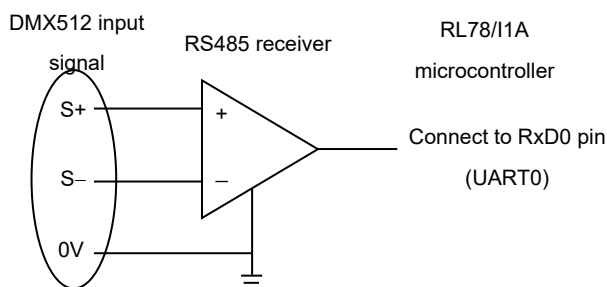 DMX512 input
signal
RS485 receiver
RL78/I1A
microcontroller
S+
+
S−
−
0V
Connect to RxD0 pin
(UART0)